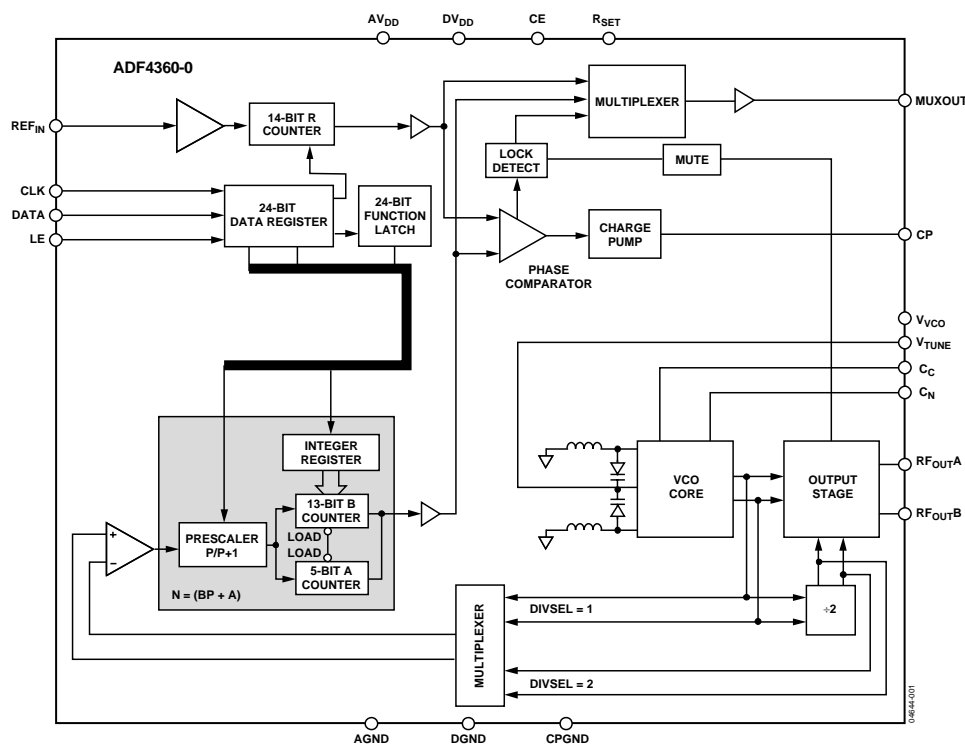 AVDD
DVDD
CE
RSET
ADF4360-0
REFIN
14-BIT R
COUNTER
MULTIPLEXER
MUXOUT
LOCK
DETECT
MUTE
CLK
DATA
LE
24-BIT
DATA REGISTER
24-BIT
FUNCTION
LATCH
CHARGE
PUMP
CP
PHASE
COMPARATOR
VVCO
VTUNE
CC
CN
INTEGER
REGISTER
13-BIT B
COUNTER
LOAD
LOAD
5-BIT A
COUNTER
PRESCALER
P/P+1
+
–
N = (BP + A)
VCO
CORE
OUTPUT
STAGE
RFOUTA
RFOUTB
MULTIPLEXER
DIVSEL = 1
DIVSEL = 2
÷2
04644-001
AGND
DGND
CPGND